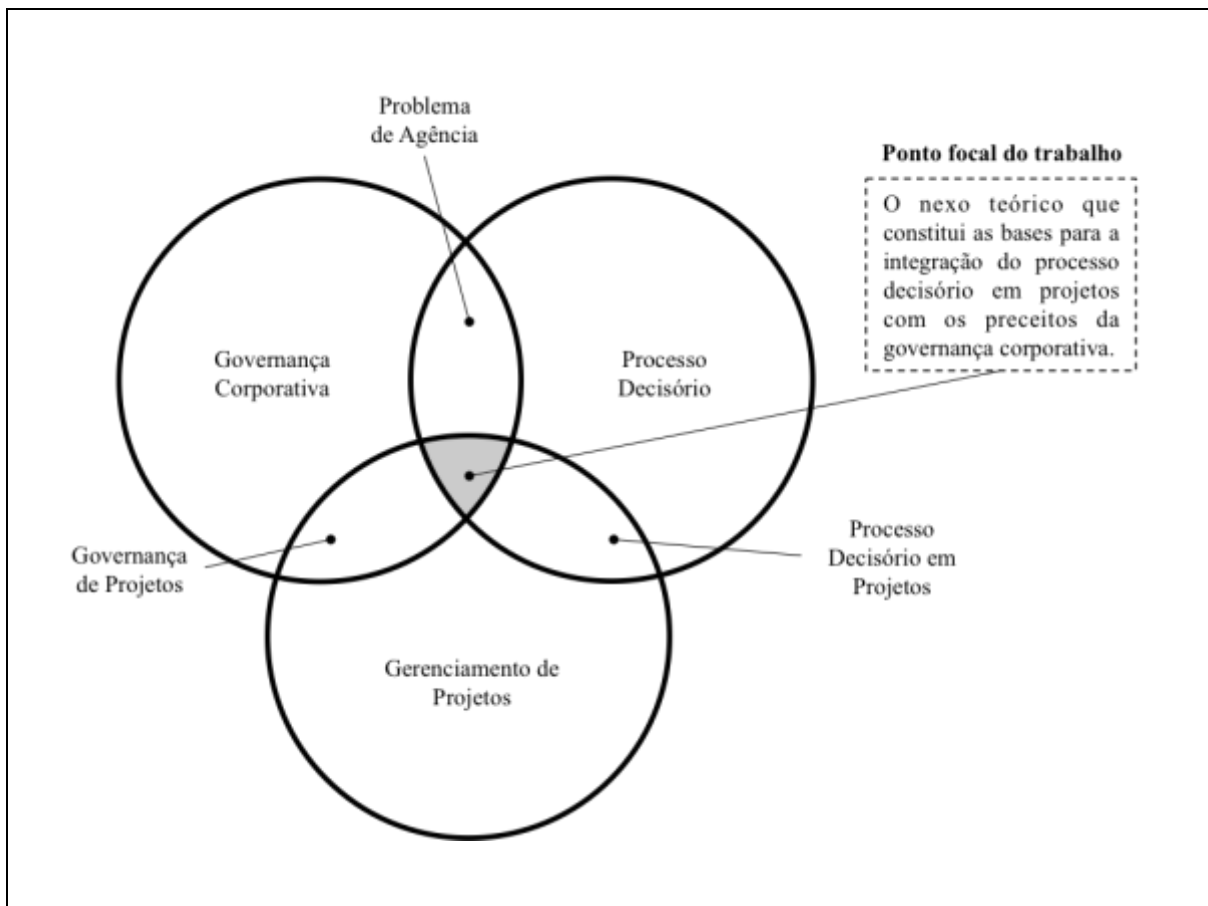 Problema
de Agência
Ponto focal do trabalho
O nexo teórico que
constitui as bases para a
integração do processo
decisório em projetos
com os preceitos da
governança corporativa.
Governança
Corporativa
Processo
Decisório
Governança
de Projetos
Processo
Decisório em
Projetos
Gerenciamento de
Projetos